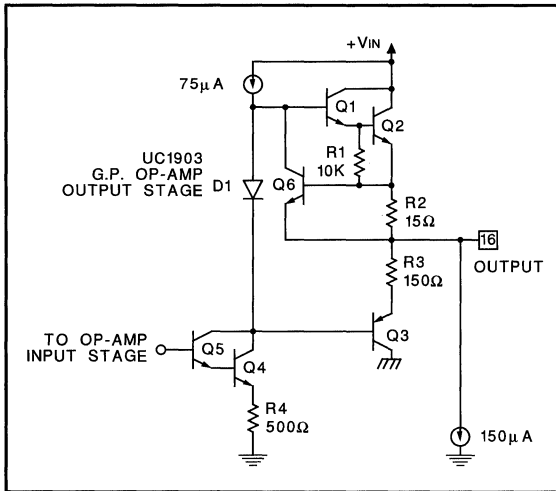 +VIN
75µA
Q1
Q2
R1
10K
UC1903
G.P. OP-AMP
OUTPUT STAGE
D1
Q6
R2
15Ω
16
OUTPUT
R3
150Ω
TO OP-AMP
INPUT STAGE
Q5
Q4
Q3
R4
500Ω
150µA